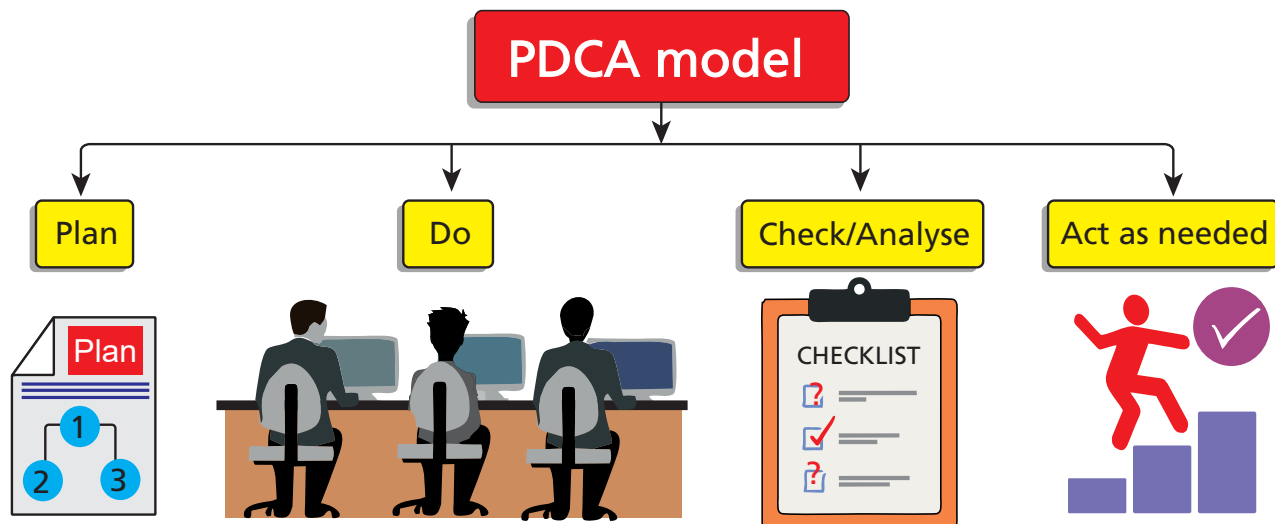 PDCA model
Plan
Do
Check/Analyse
Act as needed
Plan
1
2
3
CHECKLIST
?
?